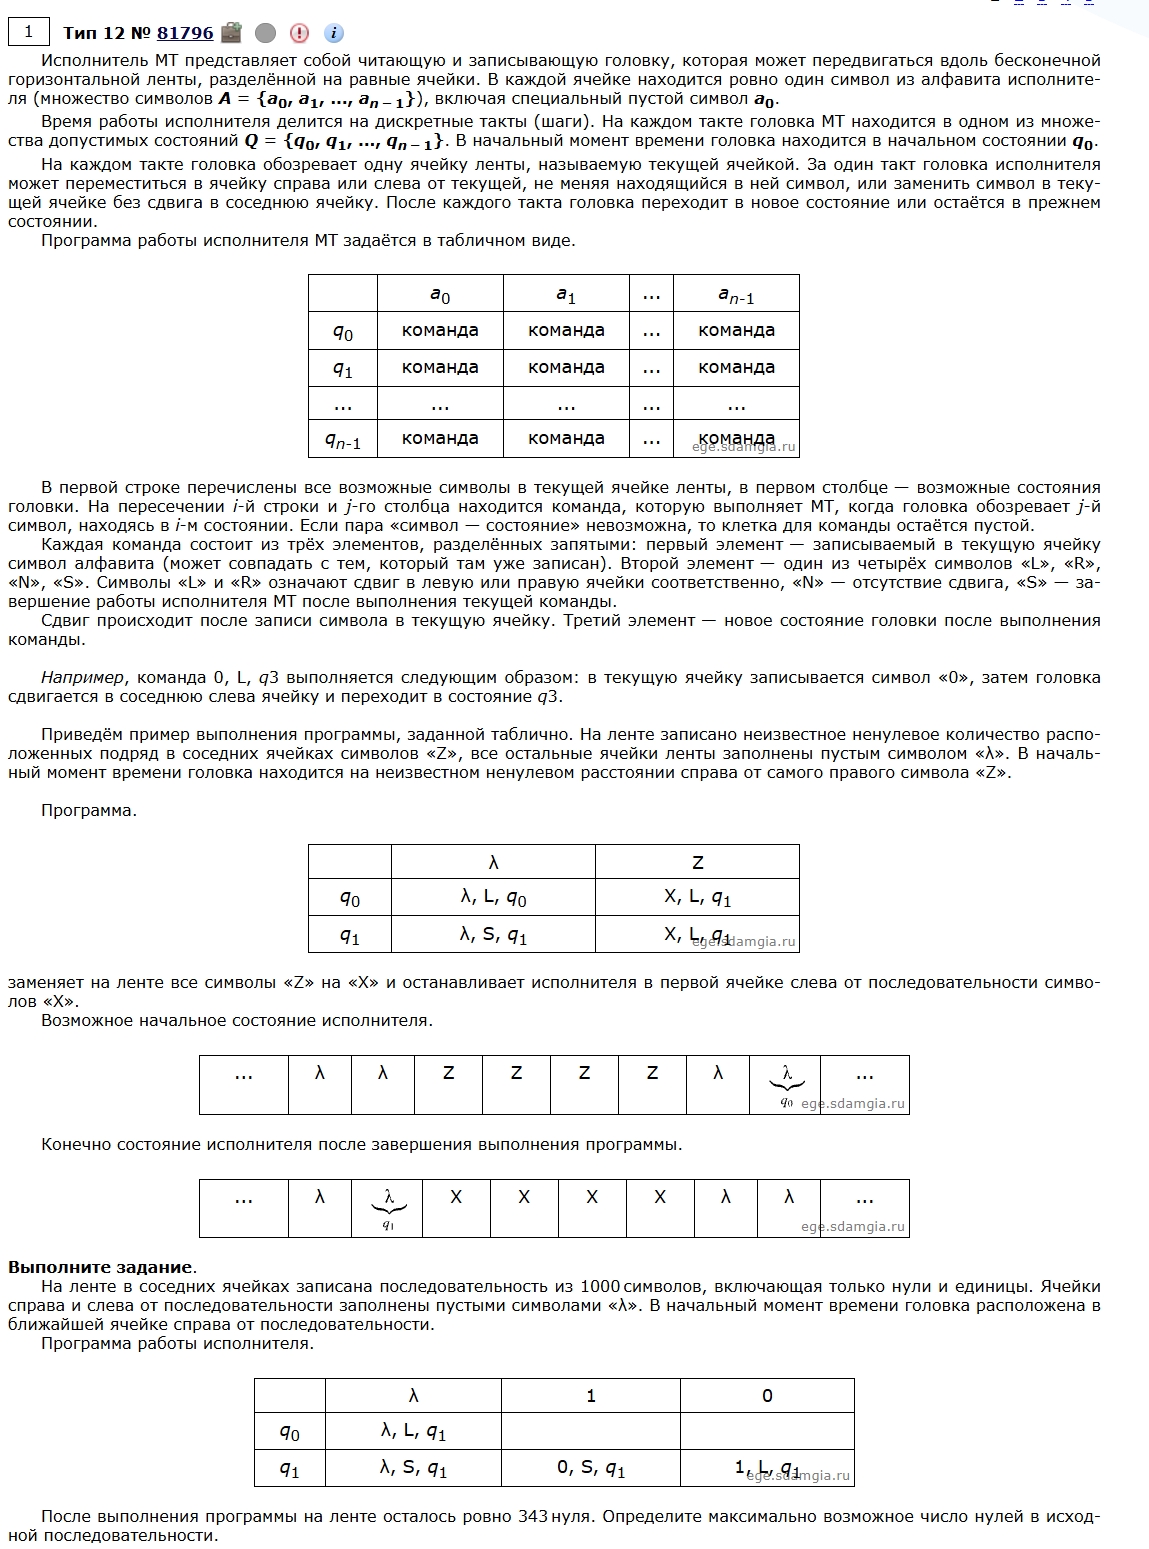 1 Тип 12 № 81796 i
Исполнитель МТ представляет собой читающую и записывающую головку, которая может передвигаться вдоль бесконечной
горизонтальной ленты, разделённой на равные ячейки. В каждой ячейке находится ровно один символ из алфавита исполните-
ля (множество символов A = {a0, a1, ..., an − 1}), включая специальный пустой символ a0.
Время работы исполнителя делится на дискретные такты (шаги). На каждом такте головка МТ находится в одном из множе-
ства допустимых состояний Q = {q0, q1, ..., qn − 1}. В начальный момент времени головка находится в начальном состоянии q0.
На каждом такте головка обозревает одну ячейку ленты, называемую текущей ячейкой. За один такт головка исполнителя
может переместиться в ячейку справа или слева от текущей, не меняя находящийся в ней символ, или заменить символ в теку-
щей ячейке без сдвига в соседнюю ячейку. После каждого такта головка переходит в новое состояние или остаётся в прежнем
состоянии.
Программа работы исполнителя МТ задаётся в табличном виде.
a0 a1 ... an-1
q0 команда команда ... команда
q1 команда команда ... команда
... ... ... ... ...
qn-1 команда команда ... команда
ege.sdamgia.ru
В первой строке перечислены все возможные символы в текущей ячейке ленты, в первом столбце — возможные состояния
головки. На пересечении i-й строки и j-го столбца находится команда, которую выполняет МТ, когда головка обозревает j-й
символ, находясь в i-м состоянии. Если пара «символ — состояние» невозможна, то клетка для команды остаётся пустой.
Каждая команда состоит из трёх элементов, разделённых запятыми: первый элемент — записываемый в текущую ячейку
символ алфавита (может совпадать с тем, который там уже записан). Второй элемент — один из четырёх символов «L», «R»,
«N», «S». Символы «L» и «R» означают сдвиг в левую или правую ячейки соответственно, «N» — отсутствие сдвига, «S» — за-
вершение работы исполнителя МТ после выполнения текущей команды.
Сдвиг происходит после записи символа в текущую ячейку. Третий элемент — новое состояние головки после выполнения
команды.
Например, команда 0, L, q3 выполняется следующим образом: в текущую ячейку записывается символ «0», затем головка
сдвигается в соседнюю слева ячейку и переходит в состояние q3.
Приведём пример выполнения программы, заданной таблично. На ленте записано неизвестное ненулевое количество распо-
ложенных подряд в соседних ячейках символов «Z», все остальные ячейки ленты заполнены пустым символом «λ». В началь-
ный момент времени головка находится на неизвестном ненулевом расстоянии справа от самого правого символа «Z».
Программа.
λ Z
q0 λ, L, q0 X, L, q1
q1 λ, S, q1 X, L, q1
ege.sdamgia.ru
заменяет на ленте все символы «Z» на «X» и останавливает исполнителя в первой ячейке слева от последовательности симво-
лов «X».
Возможное начальное состояние исполнителя.
... λ λ Z Z Z Z λ λ ...
q0 ege.sdamgia.ru
Конечно состояние исполнителя после завершения выполнения программы.
... λ λ X X X X λ λ ...
q1 ege.sdamgia.ru
Выполните задание.
На ленте в соседних ячейках записана последовательность из 1000 символов, включающая только нули и единицы. Ячейки
справа и слева от последовательности заполнены пустыми символами «λ». В начальный момент времени головка расположена в
ближайшей ячейке справа от последовательности.
Программа работы исполнителя.
λ 1 0
q0 λ, L, q1
q1 λ, S, q1 0, S, q1 1, L, q1
ege.sdamgia.ru
После выполнения программы на ленте осталось ровно 343 нуля. Определите максимально возможное число нулей в исход-
ной последовательности.